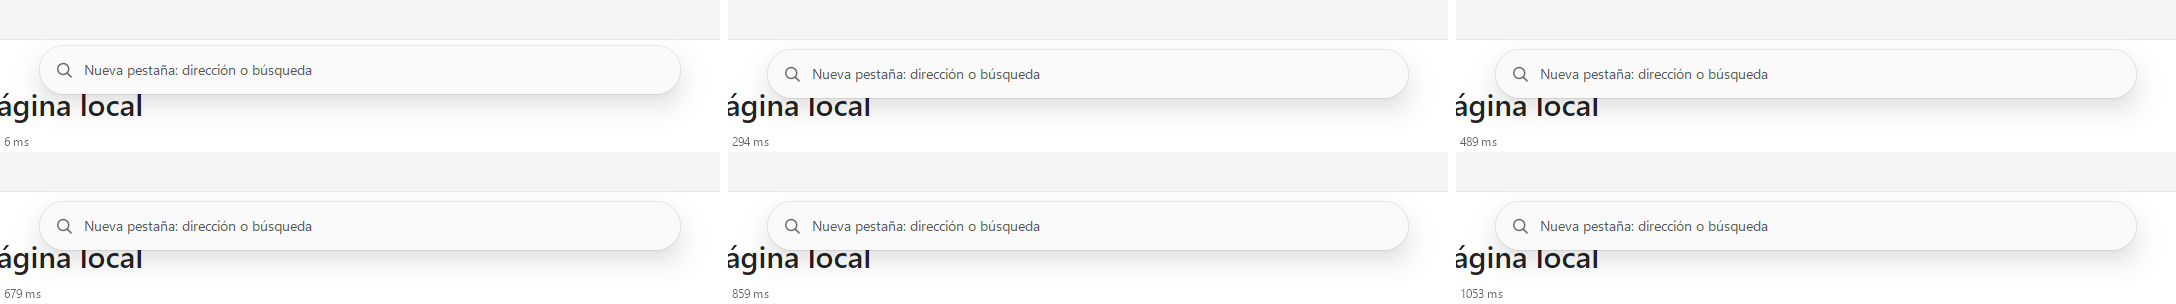 Nueva pestaña: dirección o búsqueda
ágina local
6 ms
Nueva pestaña: dirección o búsqueda
ágina local
294 ms
Nueva pestaña: dirección o búsqueda
ágina local
489 ms
Nueva pestaña: dirección o búsqueda
ágina local
679 ms
Nueva pestaña: dirección o búsqueda
ágina local
859 ms
Nueva pestaña: dirección o búsqueda
ágina local
1053 ms